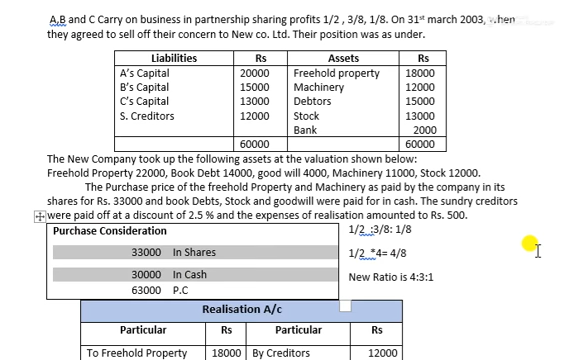 A,B and C Carry on business in partnership sharing profits 1/2 , 3/8, 1/8. On 31st march 2003, when
they agreed to sell off their concern to New co. Ltd. Their position was as under.
Liabilities Rs Assets Rs
A's Capital 20000 Freehold property 18000
B's Capital 15000 Machinery 12000
C's Capital 13000 Debtors 15000
S. Creditors 12000 Stock 13000
Bank 2000
60000 60000
The New Company took up the following assets at the valuation shown below:
Freehold Property 22000, Book Debt 14000, good will 4000, Machinery 11000, Stock 12000.
The Purchase price of the freehold Property and Machinery as paid by the company in its
shares for Rs. 33000 and book Debts, Stock and goodwill were paid for in cash. The sundry creditors
were paid off at a discount of 2.5 % and the expenses of realisation amounted to Rs. 500.
Purchase Consideration
33000 In Shares
30000 In Cash
63000 P.C
1/2 :3/8: 1/8
1/2 *4= 4/8
New Ratio is 4:3:1
Realisation A/c
Particular Rs Particular Rs
To Freehold Property 18000 By Creditors 12000